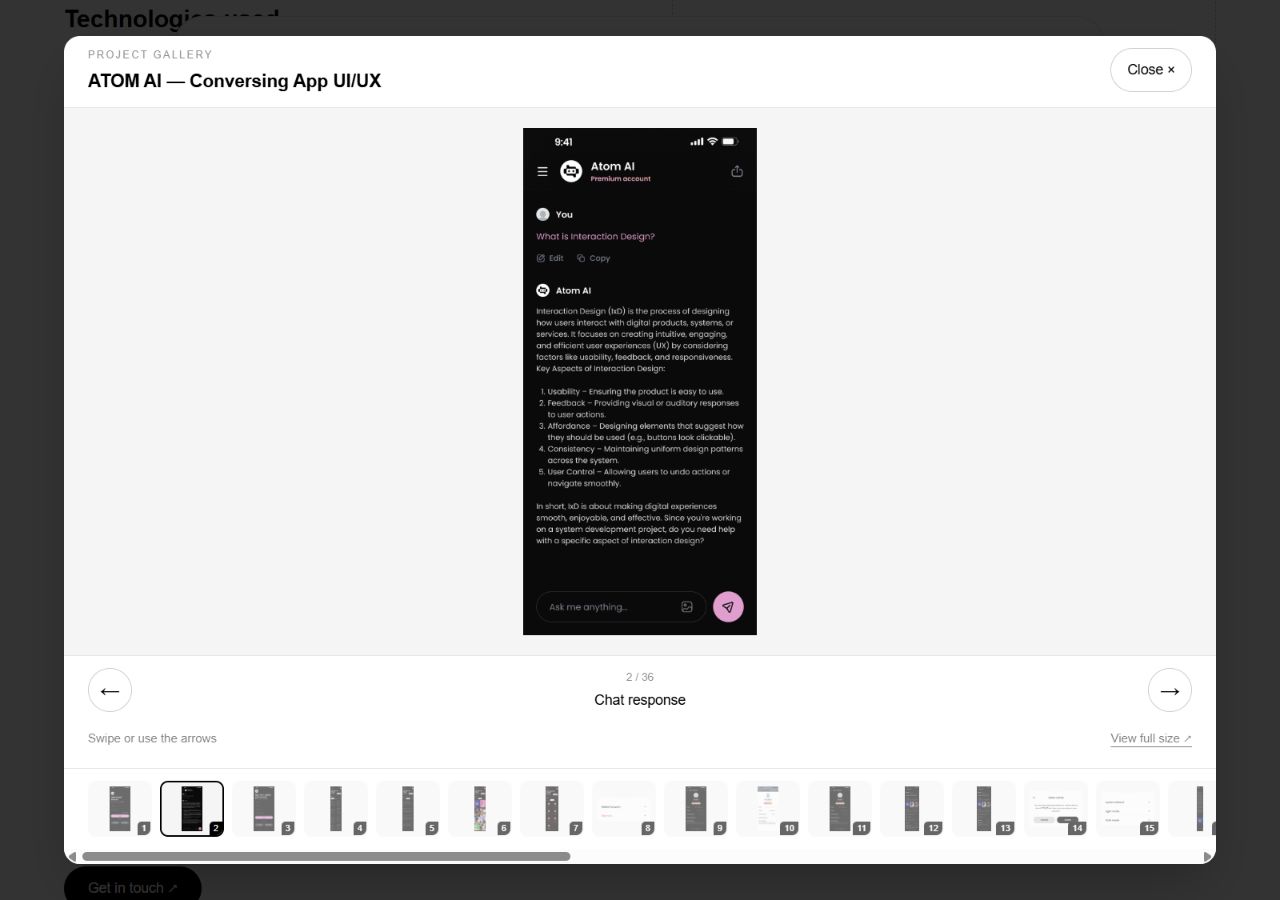 Technologies used
PROJECT GALLERY
ATOM AI — Conversing App UI/UX
Close ×
9:41
Atom AI
Premium account
You
What is Interaction Design?
Edit Copy
Atom AI
Interaction Design (IxD) is the process of designing
how users interact with digital products, systems, or
services. It focuses on creating intuitive, engaging,
and efficient user experiences (UX) by considering
factors like usability, feedback, and responsiveness.
Key Aspects of Interaction Design:
1. Usability – Ensuring the product is easy to use.
2. Feedback – Providing visual or auditory responses
to user actions.
3. Affordance – Designing elements that suggest how
they should be used (e.g., buttons look clickable).
4. Consistency – Maintaining uniform design patterns
across the system.
5. User Control – Allowing users to undo actions or
navigate smoothly.
In short, IxD is about making digital experiences
smooth, enjoyable, and effective. Since you're working
on a system development project, do you need help
with a specific aspect of interaction design?
Ask me anything...
← 2 / 36 →
Chat response
Swipe or use the arrows View full size ↗
1 2 3 4 5 6 7 8 9 10 11 12 13 14 15
Get in touch ↗